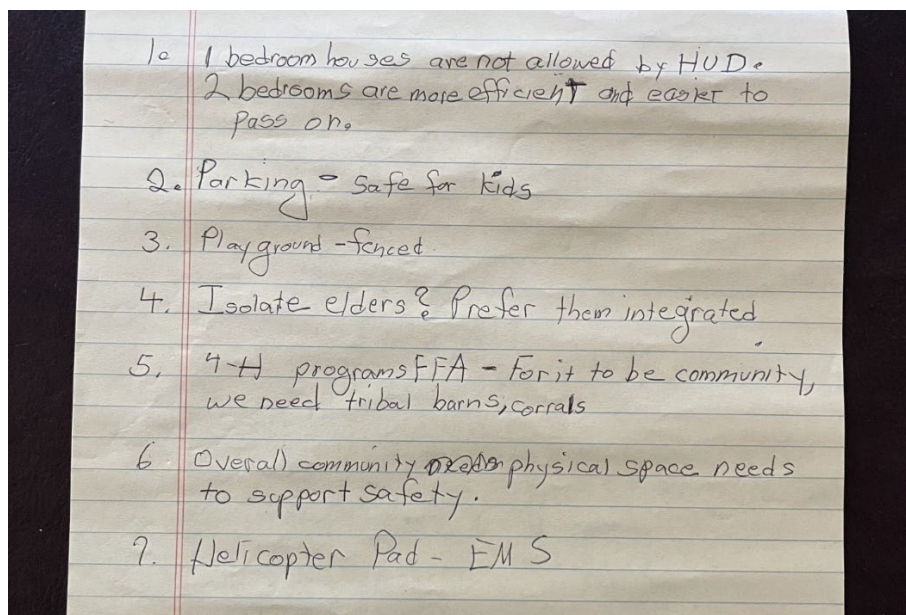 1. 1 bedroom houses are not allowed by HUD.
2 bedrooms are more efficient and easier to
pass on.
2. Parking - Safe for kids
3. Playground - fenced
4. Isolate elders? Prefer them integrated
5. 4-H programs FFA - For it to be community,
we need tribal barns, corrals
6 Overall community physical space needs
to support safety.
7. Helicopter Pad - EMS